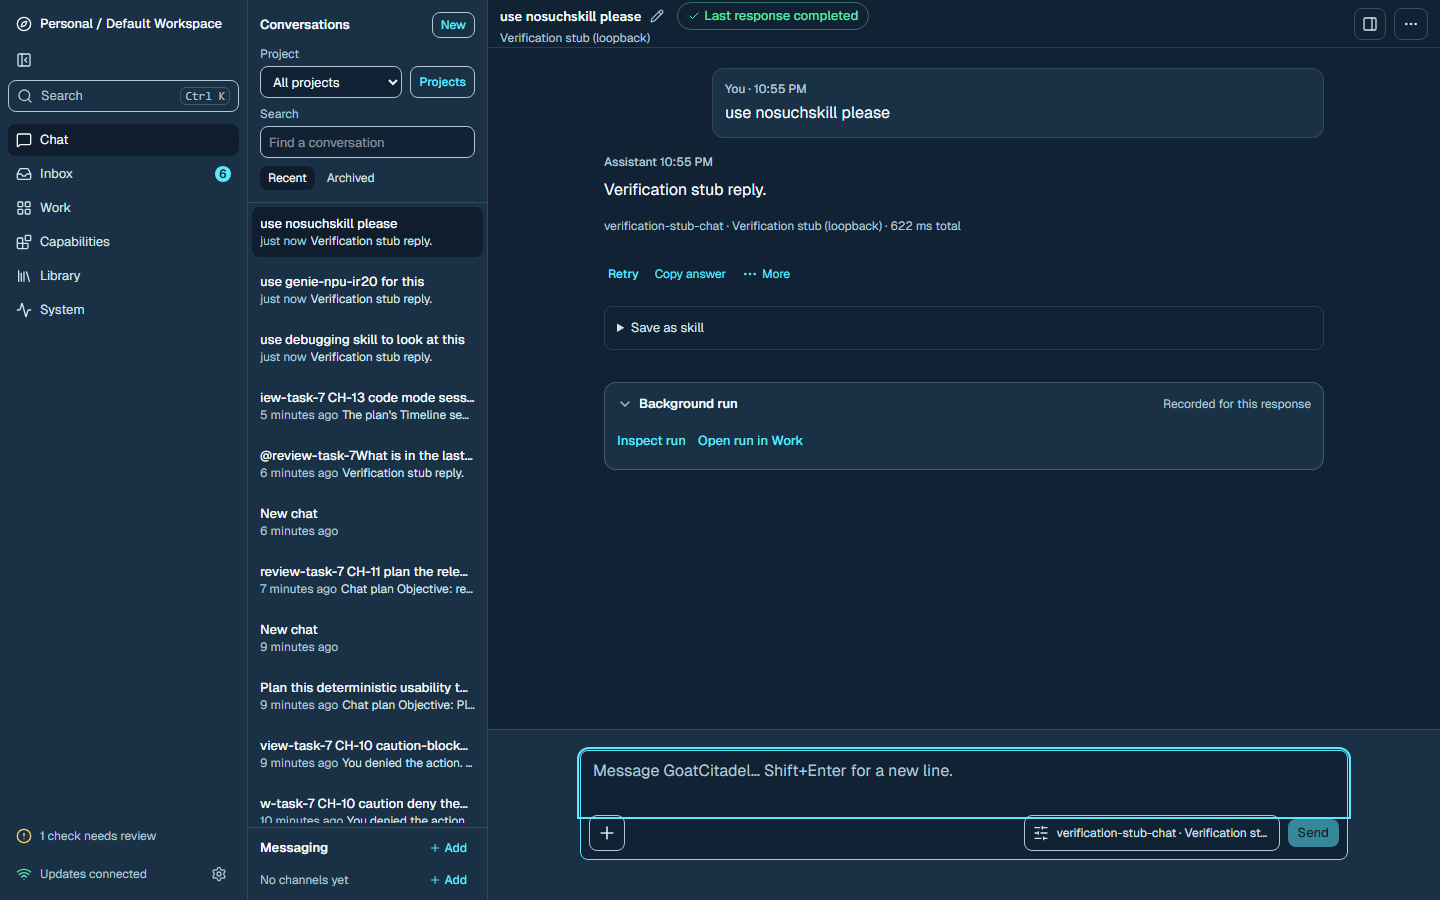 Personal / Default Workspace
Search
Ctrl K
Chat
Inbox
6
Work
Capabilities
Library
System
1 check needs review
Updates connected
Conversations
New
Project
All projects
Projects
Search
Find a conversation
Recent
Archived
use nosuchskill please
just now Verification stub reply.
use genie-npu-ir20 for this
just now Verification stub reply.
use debugging skill to look at this
just now Verification stub reply.
iew-task-7 CH-13 code mode sess...
5 minutes ago The plan's Timeline se...
@review-task-7What is in the last...
6 minutes ago Verification stub reply.
New chat
6 minutes ago
review-task-7 CH-11 plan the rele...
7 minutes ago Chat plan Objective: re...
New chat
9 minutes ago
Plan this deterministic usability t...
9 minutes ago Chat plan Objective: Pl...
view-task-7 CH-10 caution-block...
9 minutes ago You denied the action. ...
w-task-7 CH-10 caution deny the...
10 minutes ago You denied the action
Messaging
+ Add
No channels yet
+ Add
use nosuchskill please
Last response completed
Verification stub (loopback)
You · 10:55 PM
use nosuchskill please
Assistant 10:55 PM
Verification stub reply.
verification-stub-chat · Verification stub (loopback) · 622 ms total
Retry
Copy answer
··· More
Save as skill
Background run
Recorded for this response
Inspect run
Open run in Work
Message GoatCitadel... Shift+Enter for a new line.
verification-stub-chat · Verification st...
Send